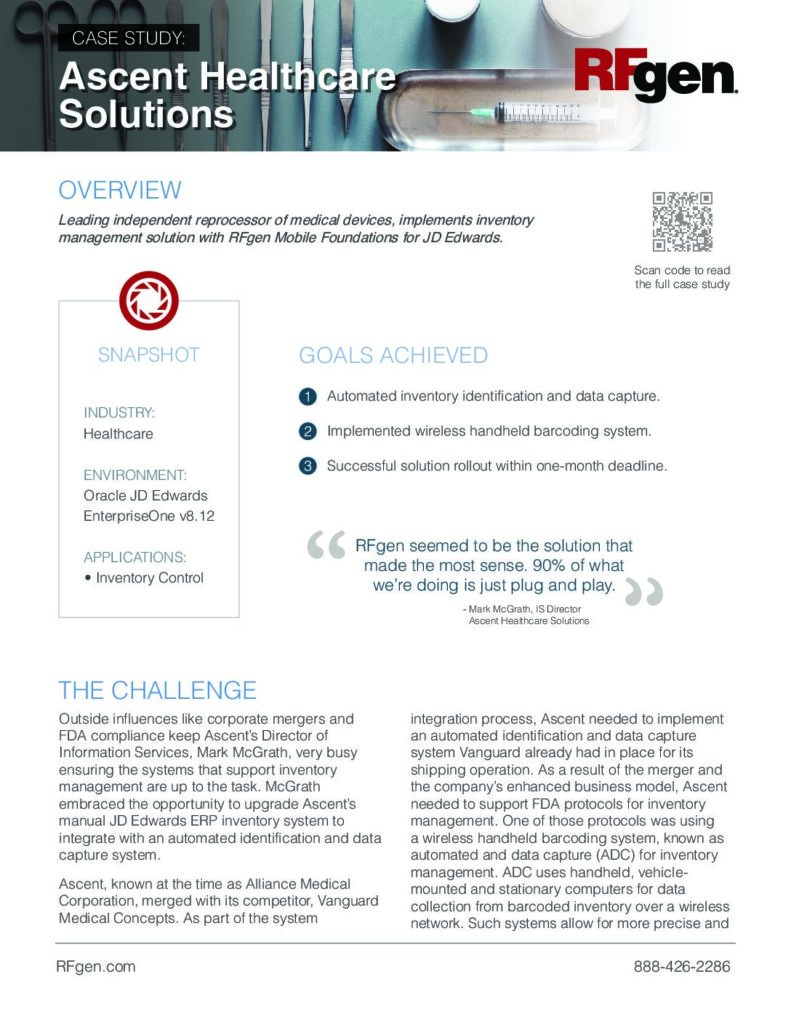 CASE STUDY:
Ascent Healthcare
Solutions
RFgen.
OVERVIEW
Leading independent reprocessor of medical devices, implements inventory
management solution with RFgen Mobile Foundations for JD Edwards.
Scan code to read
the full case study
SNAPSHOT
INDUSTRY:
Healthcare
ENVIRONMENT:
Oracle JD Edwards
EnterpriseOne v8.12
APPLICATIONS:
• Inventory Control
GOALS ACHIEVED
1 Automated inventory identification and data capture.
2 Implemented wireless handheld barcoding system.
3 Successful solution rollout within one-month deadline.
“ RFgen seemed to be the solution that
made the most sense. 90% of what
we’re doing is just plug and play. ”
- Mark McGrath, IS Director
Ascent Healthcare Solutions
THE CHALLENGE
Outside influences like corporate mergers and
FDA compliance keep Ascent’s Director of
Information Services, Mark McGrath, very busy
ensuring the systems that support inventory
management are up to the task. McGrath
embraced the opportunity to upgrade Ascent’s
manual JD Edwards ERP inventory system to
integrate with an automated identification and data
capture system.
Ascent, known at the time as Alliance Medical
Corporation, merged with its competitor, Vanguard
Medical Concepts. As part of the system
integration process, Ascent needed to implement
an automated identification and data capture
system Vanguard already had in place for its
shipping operation. As a result of the merger and
the company’s enhanced business model, Ascent
needed to support FDA protocols for inventory
management. One of those protocols was using
a wireless handheld barcoding system, known as
automated and data capture (ADC) for inventory
management. ADC uses handheld, vehicle-
mounted and stationary computers for data
collection from barcoded inventory over a wireless
network. Such systems allow for more precise and
RFgen.com
888-426-2286